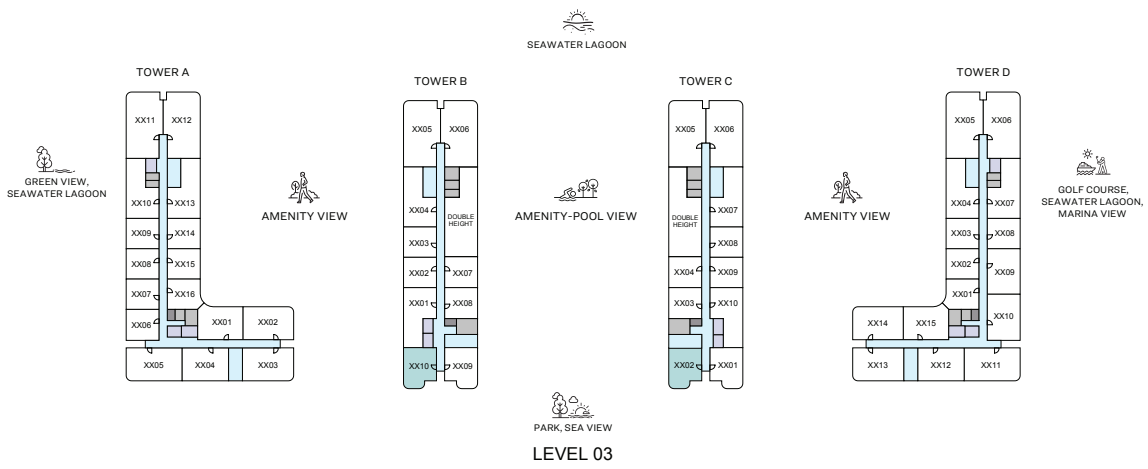 SEAWATER LAGOON
TOWER A
TOWER B
TOWER C
TOWER D
GREEN VIEW,
SEAWATER LAGOON
AMENITY VIEW
AMENITY-POOL VIEW
AMENITY VIEW
GOLF COURSE,
SEAWATER LAGOON,
MARINA VIEW
XX11
XX12
XX10
XX13
XX09
XX14
XX08
XX15
XX07
XX16
XX06
XX01
XX02
XX05
XX04
XX03
XX05
XX06
XX04
DOUBLE
HEIGHT
XX03
XX02
XX07
XX01
XX08
XX10
XX09
XX05
XX06
XX07
DOUBLE
HEIGHT
XX08
XX04
XX09
XX03
XX10
XX02
XX01
XX05
XX06
XX04
XX07
XX03
XX08
XX02
XX09
XX01
XX10
XX14
XX15
XX13
XX12
XX11
PARK, SEA VIEW
LEVEL 03